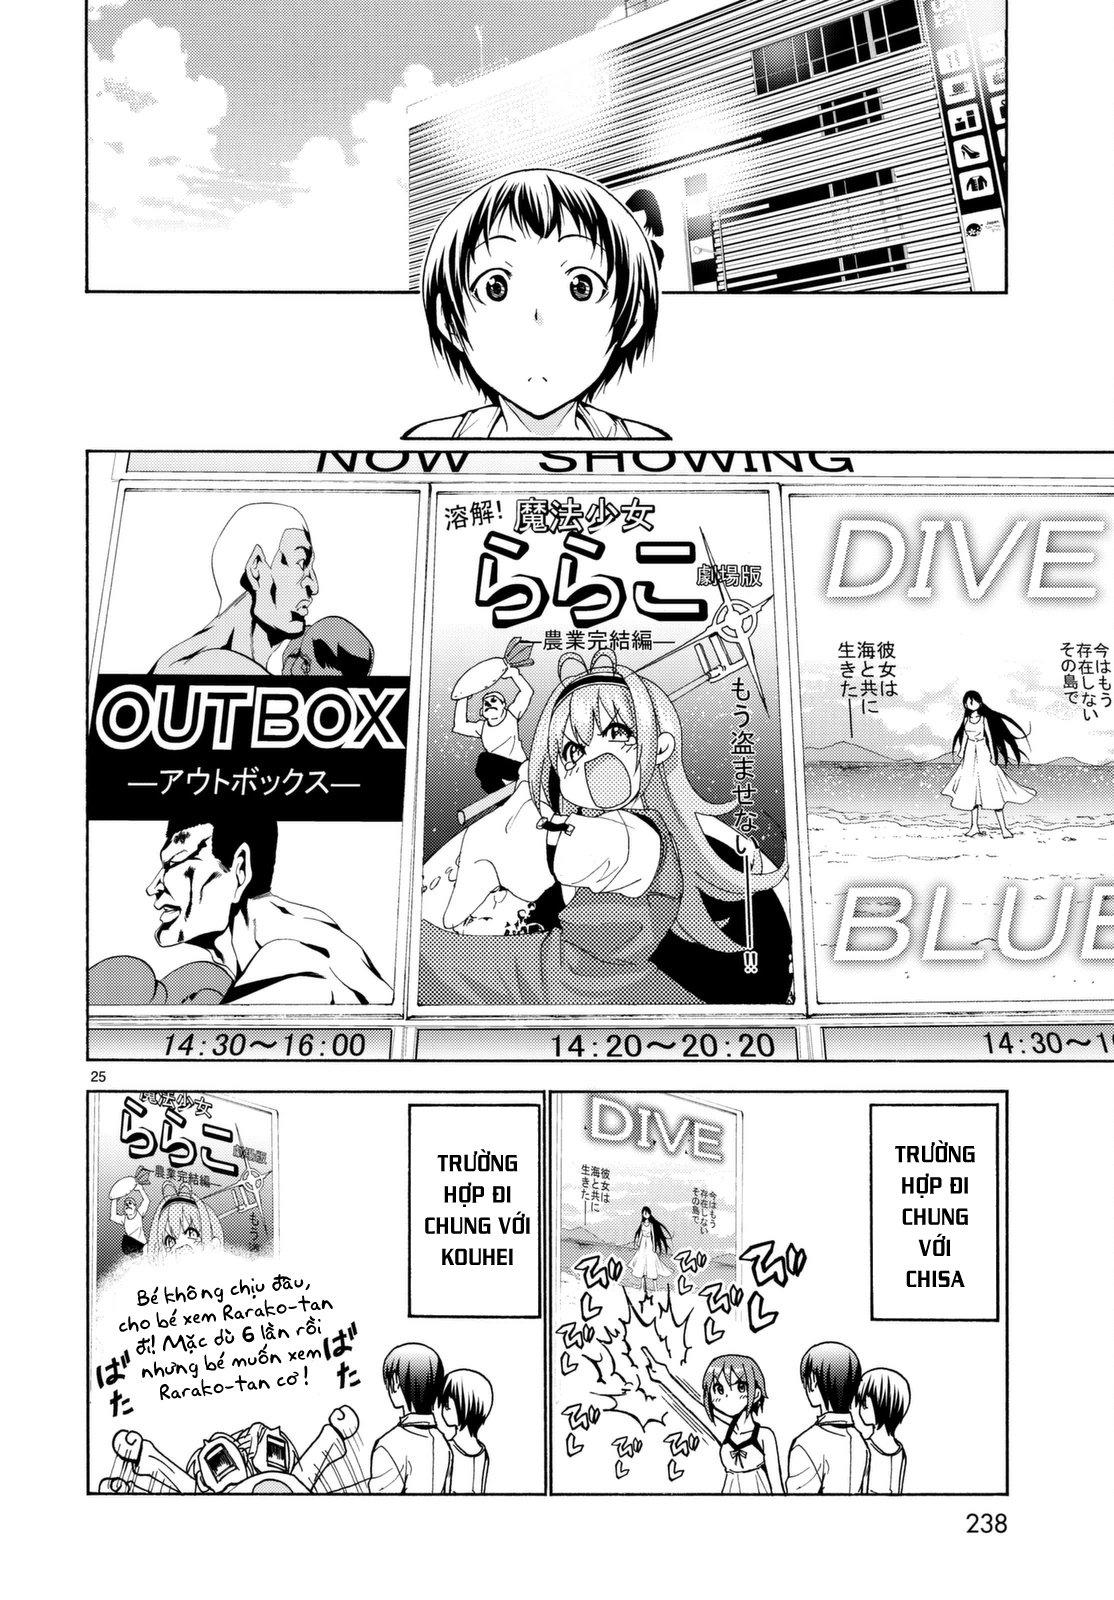 NOW SHOWING
DIVE
今はもう
存在しない
その島で
彼女は
海と共に
生きた——
BLUE
14:30～1
溶解! 魔法少女
ららこ
劇場版
—農業完結編—
もう盗ませない——!!
14:20～20:20
OUTBOX
—アウトボックス—
14:30～16:00
25
TRƯỜNG
HỢP ĐI
CHUNG
VỚI
CHISA
DIVE
今はもう
存在しない
その島で
彼女は
海と共に
生きた——
TRƯỜNG
HỢP ĐI
CHUNG VỚI
KOUHEI
魔法少女
ららこ
劇場版
—農業完結編—
もう盗
Bé không chịu đâu,
cho bé xem Rarako-tan
đi! Mặc dù 6 lần rồi
nhưng bé muốn xem
Rarako-tan cơ!
ばた
ばた
238